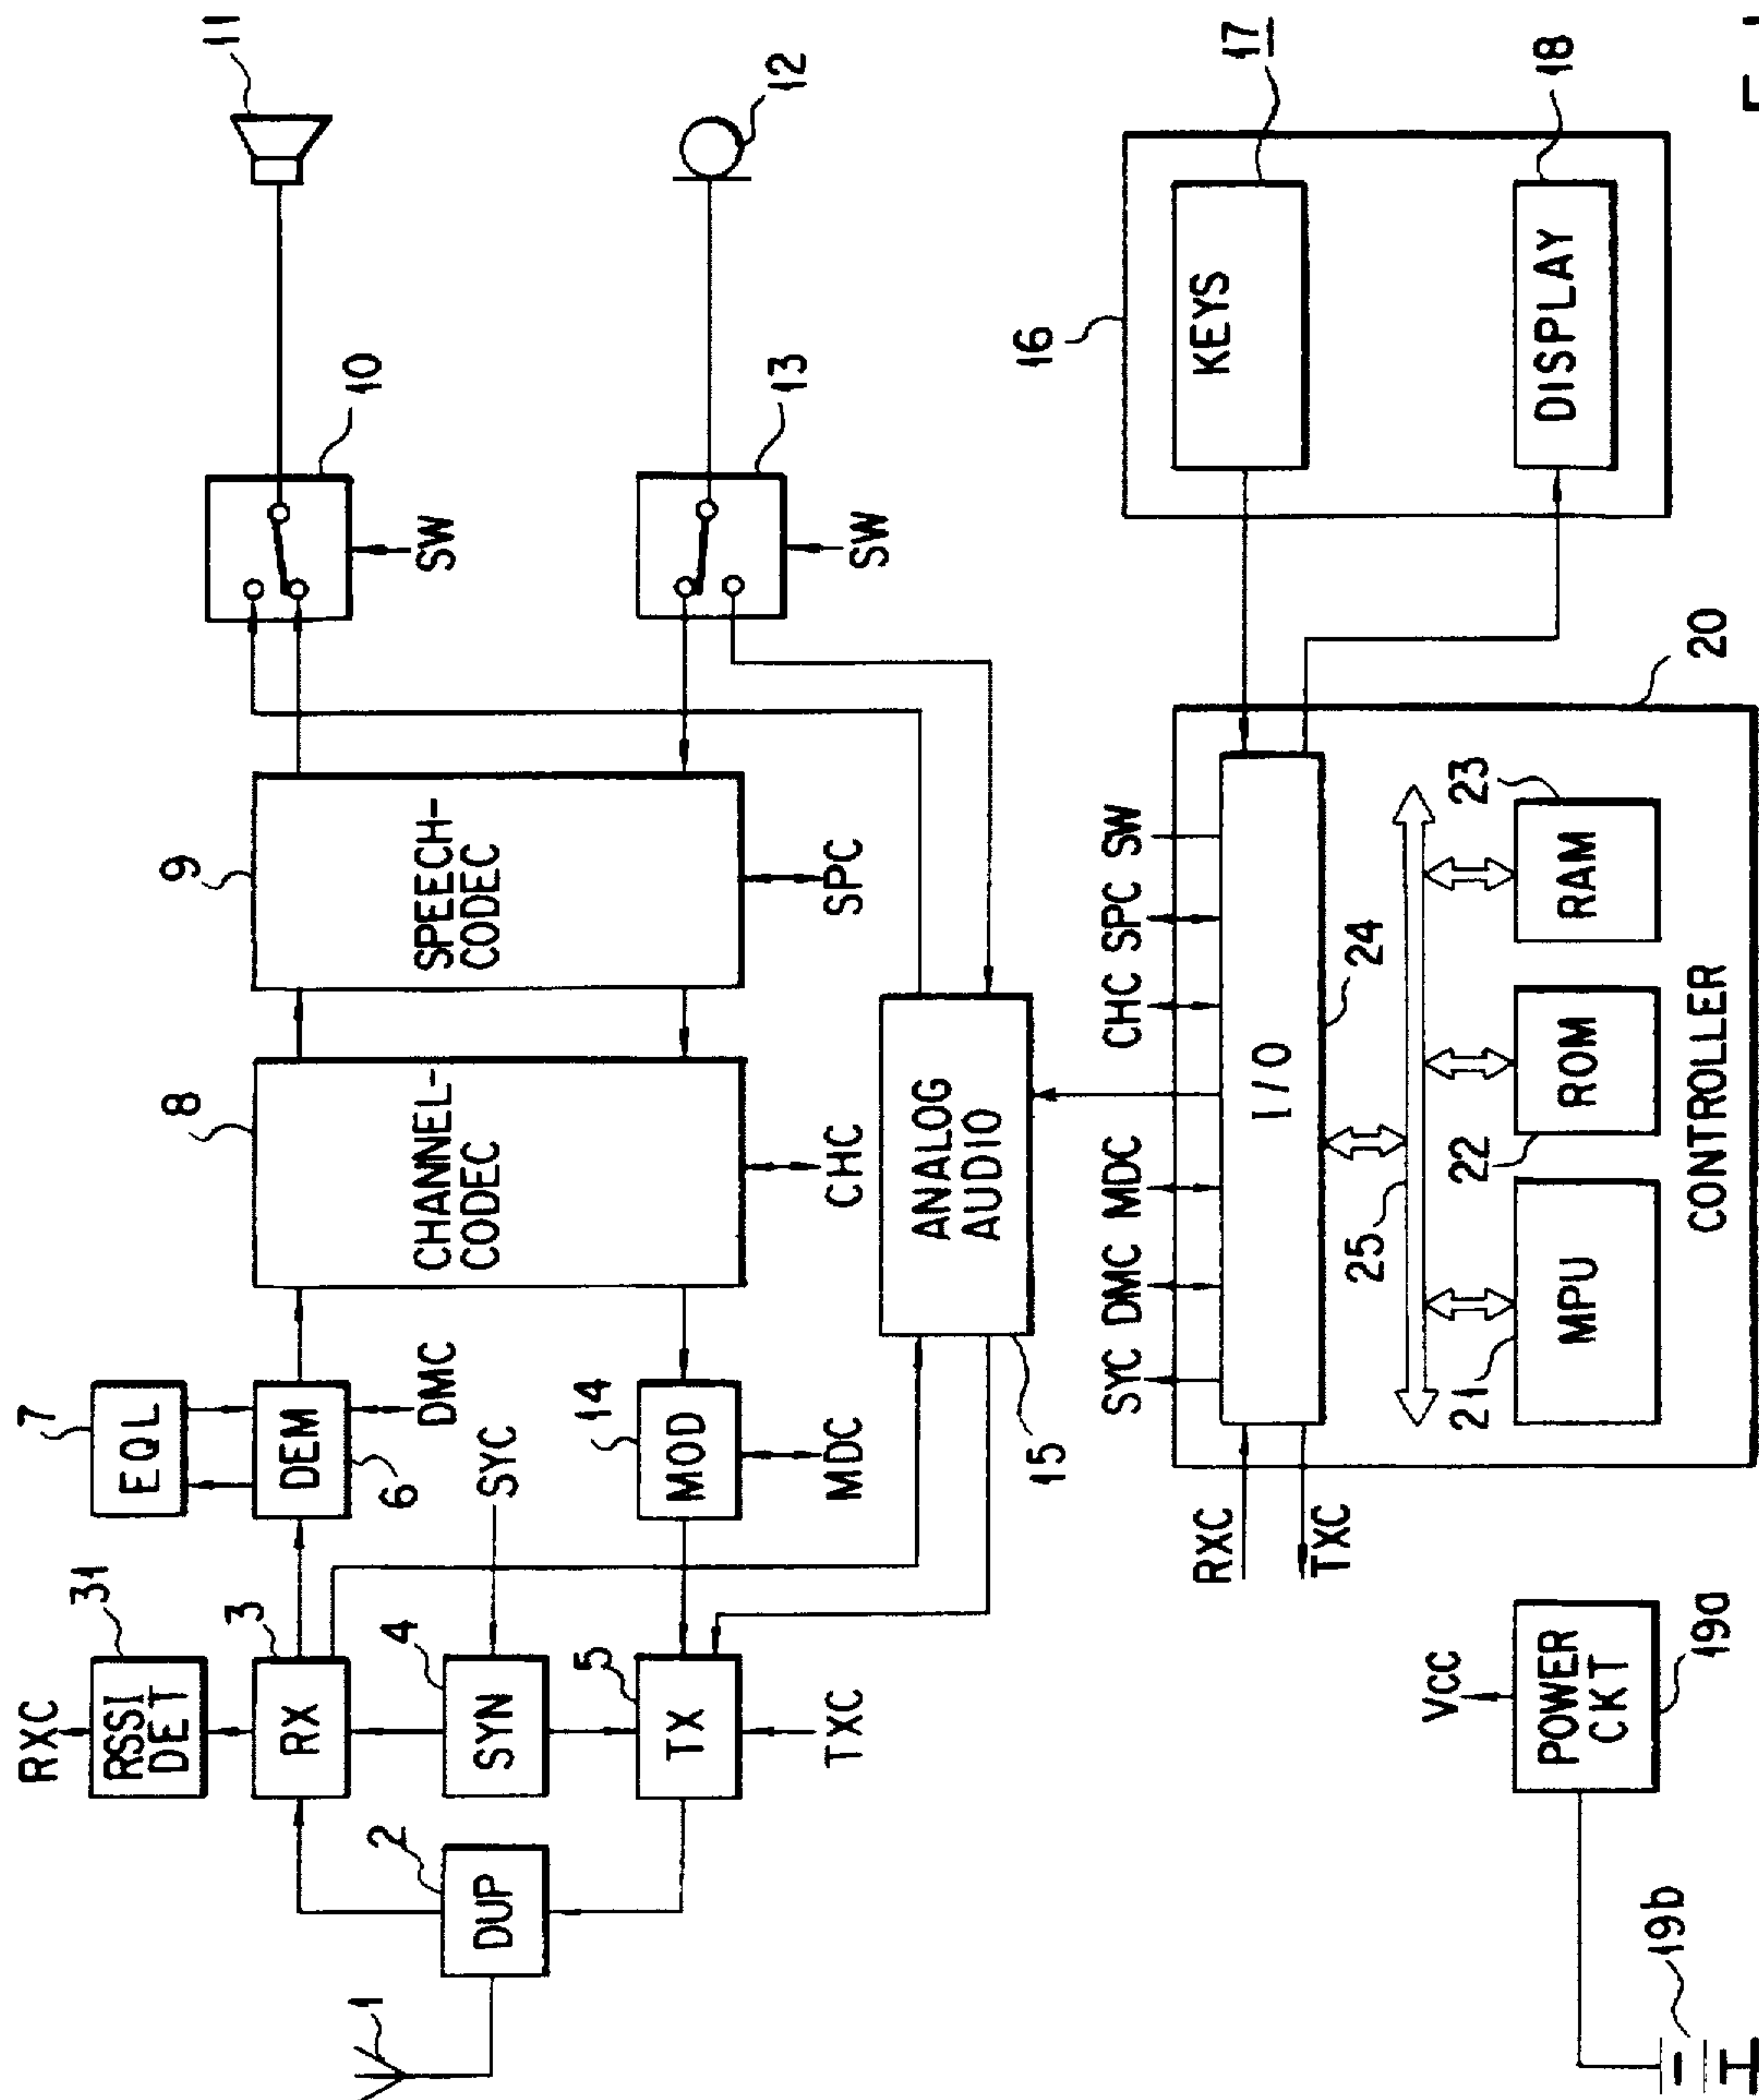 11
12
10
13
SW
SW
9
SPEECH-
CODEC
SPC
8
CHANNEL-
CODEC
CHC
7
EQL
DEM
6
DMC
14
MOD
MDC
SYC
RXC
31
RSSI
DET
3
RX
4
SYN
5
TX
TXC
2
DUP
1
ANALOG
AUDIO
15
16
KEYS
17
DISPLAY
18
20
SYC DMC MDC CHC SPC SW
I/O
24
25
RXC
TXC
21
MPU
22
ROM
23
RAM
CONTROLLER
VCC
POWER
CKT
190
19b